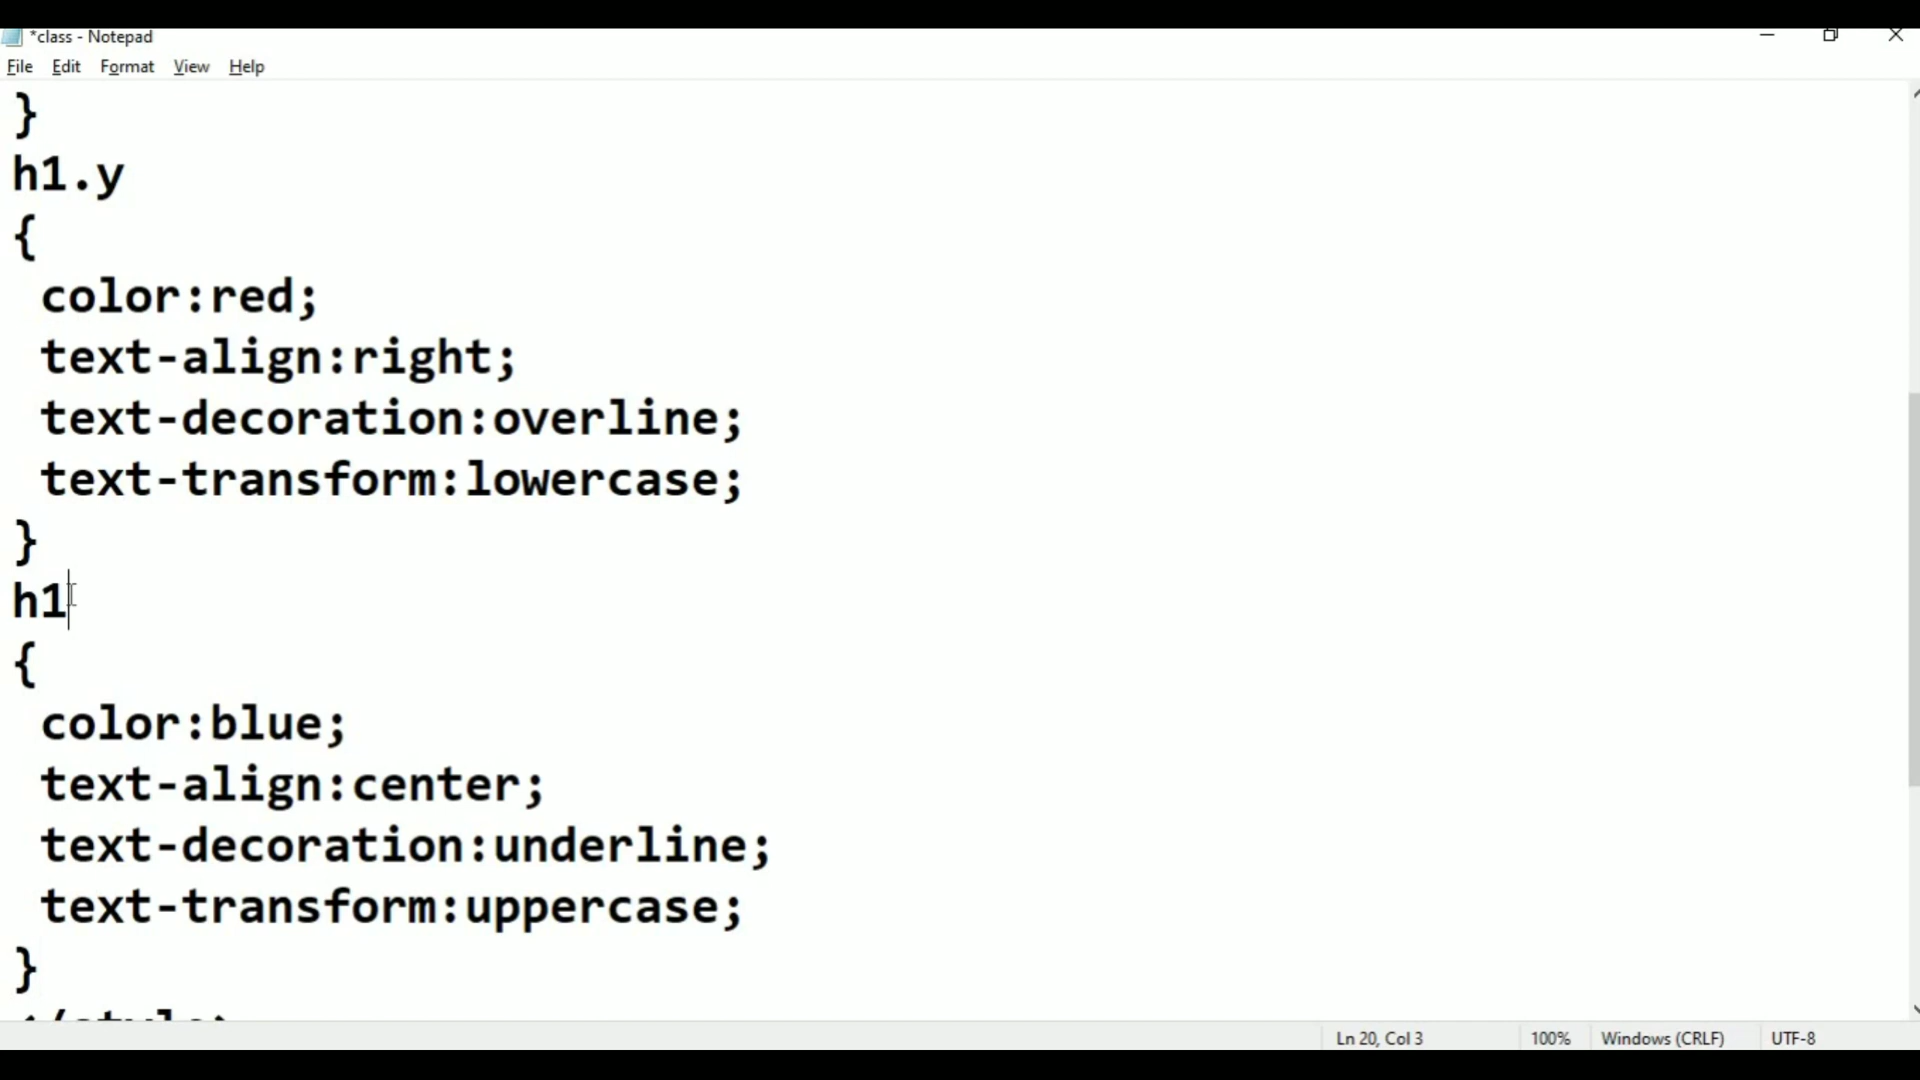 *class - Notepad
File Edit Format View Help
}
h1.y
{
color:red;
text-align:right;
text-decoration:overline;
text-transform:lowercase;
}
h1
{
color:blue;
text-align:center;
text-decoration:underline;
text-transform:uppercase;
}
</style>
Ln 20, Col 3 100% Windows (CRLF) UTF-8